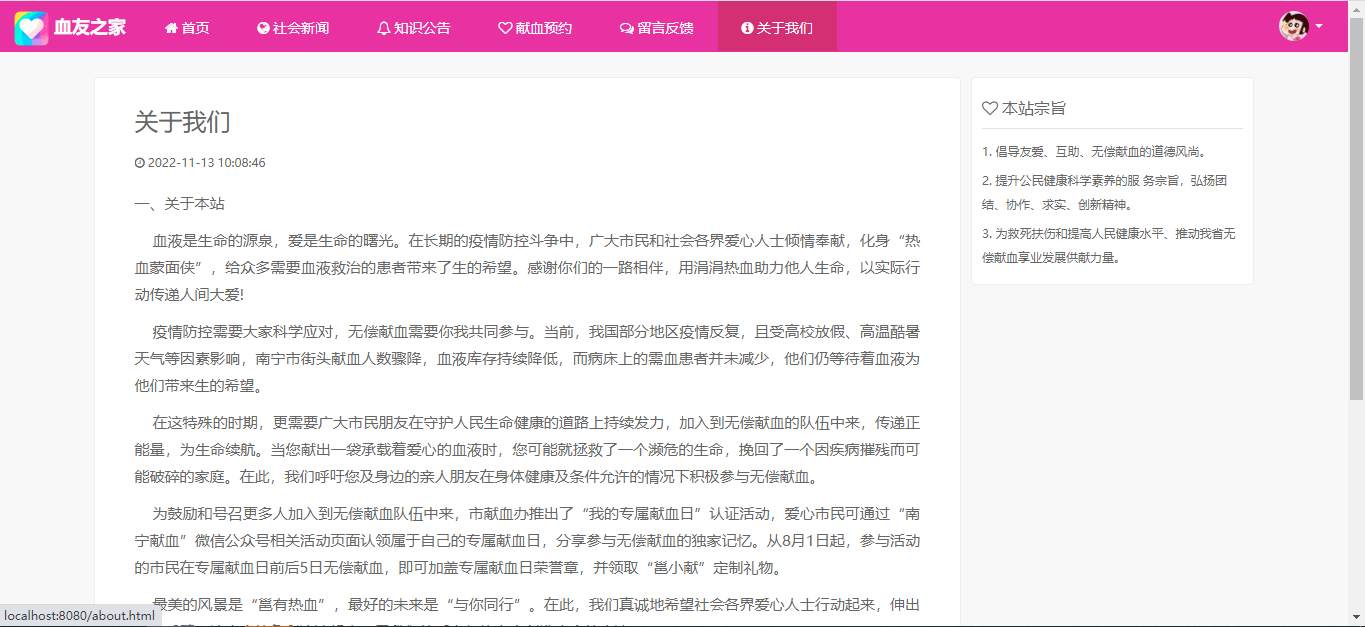 血友之家
首页
社会新闻
知识公告
献血预约
留言反馈
关于我们
关于我们
2022-11-13 10:08:46
一、关于本站
血液是生命的源泉，爱是生命的曙光。在长期的疫情防控斗争中，广大市民和社会各界爱心人士倾情奉献，化身“热
血蒙面侠”，给众多需要血液救治的患者带来了生的希望。感谢你们的一路相伴，用涓涓热血助力他人生命，以实际行
动传递人间大爱!
疫情防控需要大家科学应对，无偿献血需要你我共同参与。当前，我国部分地区疫情反复，且受高校放假、高温酷暑
天气等因素影响，南宁市街头献血人数骤降，血液库存持续降低，而病床上的需血患者并未减少，他们仍等待着血液为
他们带来生的希望。
在这特殊的时期，更需要广大市民朋友在守护人民生命健康的道路上持续发力，加入到无偿献血的队伍中来，传递正
能量，为生命续航。当您献出一袋承载着爱心的血液时，您可能就拯救了一个濒危的生命，挽回了一个因疾病摧残而可
能破碎的家庭。在此，我们呼吁您及身边的亲人朋友在身体健康及条件允许的情况下积极参与无偿献血。
为鼓励和号召更多人加入到无偿献血队伍中来，市献血办推出了“我的专属献血日”认证活动，爱心市民可通过“南
宁献血”微信公众号相关活动页面认领属于自己的专属献血日，分享参与无偿献血的独家记忆。从8月1日起，参与活动
的市民在专属献血日前后5日无偿献血，即可加盖专属献血日荣誉章，并领取“邕小献”定制礼物。
最美的风景是“邕有热血”，最好的未来是“与你同行”。在此，我们真诚地希望社会各界爱心人士行动起来，伸出
本站宗旨
1. 倡导友爱、互助、无偿献血的道德风尚。
2. 提升公民健康科学素养的服 务宗旨，弘扬团
结、协作、求实、创新精神。
3. 为救死扶伤和提高人民健康水平、推动我省无
偿献血享业发展供献力量。
localhost:8080/about.html